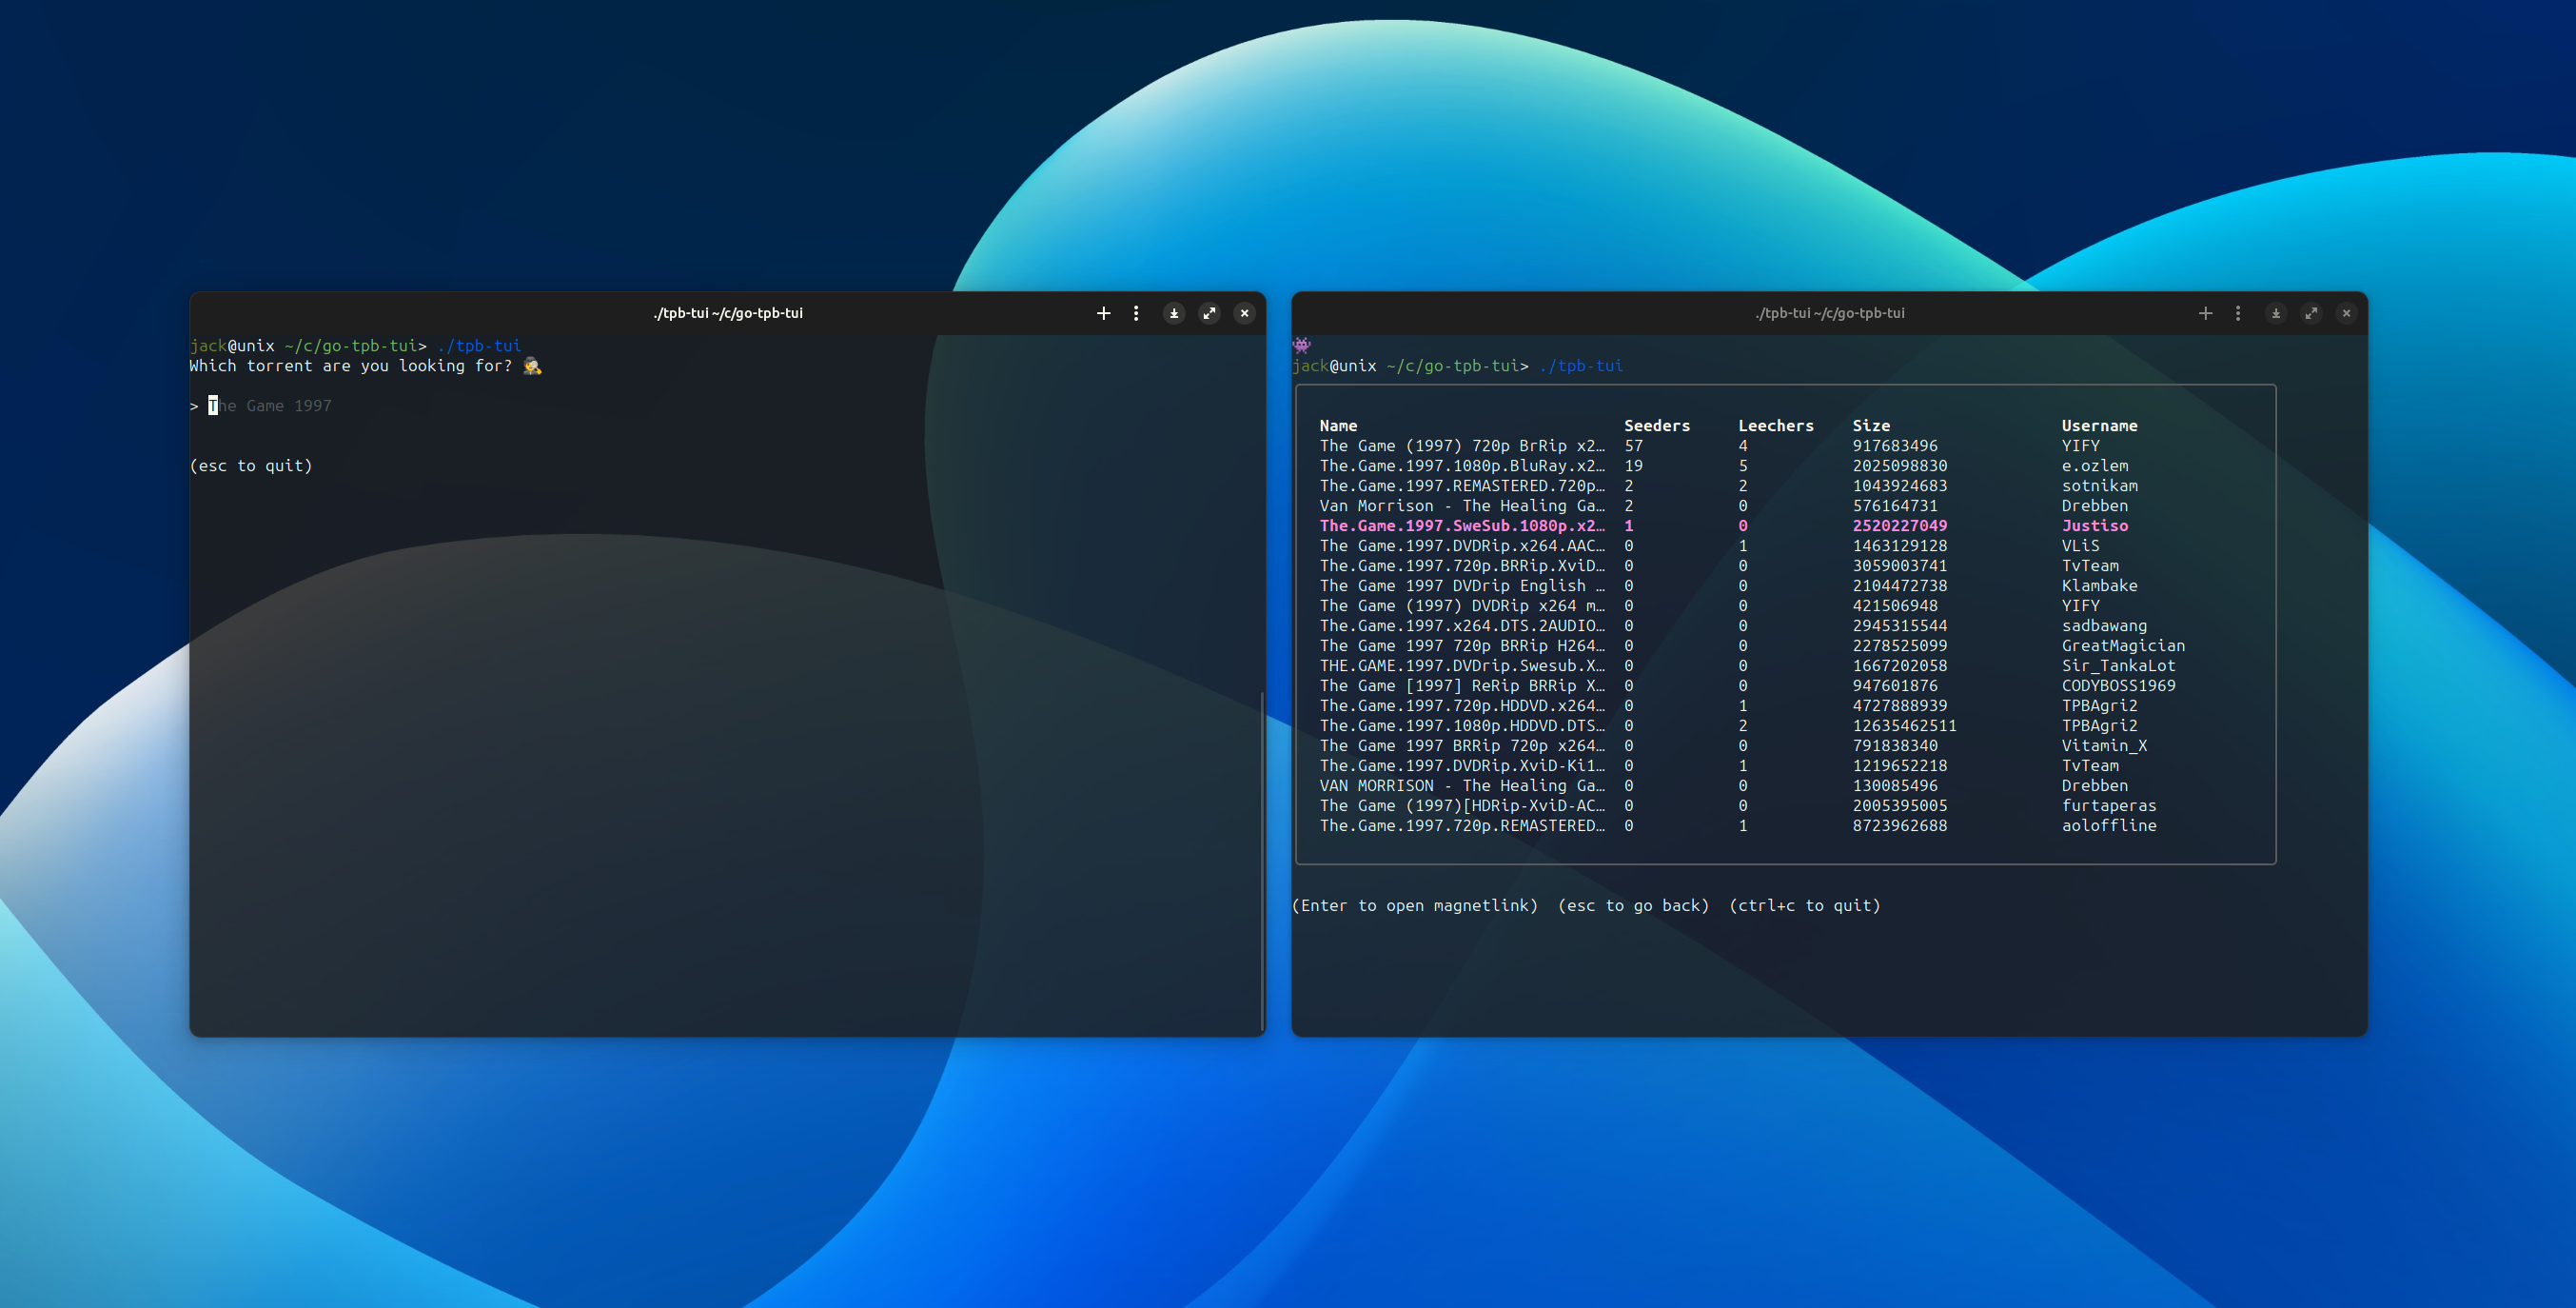 ./tpb-tui ~/c/go-tpb-tui
jack@unix ~/c/go-tpb-tui> ./tpb-tui
Which torrent are you looking for? 🕵
> The Game 1997
(esc to quit)
./tpb-tui ~/c/go-tpb-tui
👾
jack@unix ~/c/go-tpb-tui> ./tpb-tui
Name Seeders Leechers Size Username
The Game (1997) 720p BrRip x2… 57 4 917683496 YIFY
The.Game.1997.1080p.BluRay.x2… 19 5 2025098830 e.ozlem
The.Game.1997.REMASTERED.720p… 2 2 1043924683 sotnikam
Van Morrison - The Healing Ga… 2 0 576164731 Drebben
The.Game.1997.SweSub.1080p.x2… 1 0 2520227049 Justiso
The Game.1997.DVDRip.x264.AAC… 0 1 1463129128 VLiS
The.Game.1997.720p.BRRip.XviD… 0 0 3059003741 TvTeam
The Game 1997 DVDrip English … 0 0 2104472738 Klambake
The Game (1997) DVDRip x264 m… 0 0 421506948 YIFY
The.Game.1997.x264.DTS.2AUDIO… 0 0 2945315544 sadbawang
The Game 1997 720p BRRip H264… 0 0 2278525099 GreatMagician
THE.GAME.1997.DVDrip.Swesub.X… 0 0 1667202058 Sir_TankaLot
The Game [1997] ReRip BRRip X… 0 0 947601876 CODYBOSS1969
The.Game.1997.720p.HDDVD.x264… 0 1 4727888939 TPBAgri2
The.Game.1997.1080p.HDDVD.DTS… 0 2 12635462511 TPBAgri2
The Game 1997 BRRip 720p x264… 0 0 791838340 Vitamin_X
The.Game.1997.DVDRip.XviD-Ki1… 0 1 1219652218 TvTeam
VAN MORRISON - The Healing Ga… 0 0 130085496 Drebben
The Game (1997)[HDRip-XviD-AC… 0 0 2005395005 furtaperas
The.Game.1997.720p.REMASTERED… 0 1 8723962688 aoloffline
(Enter to open magnetlink) (esc to go back) (ctrl+c to quit)